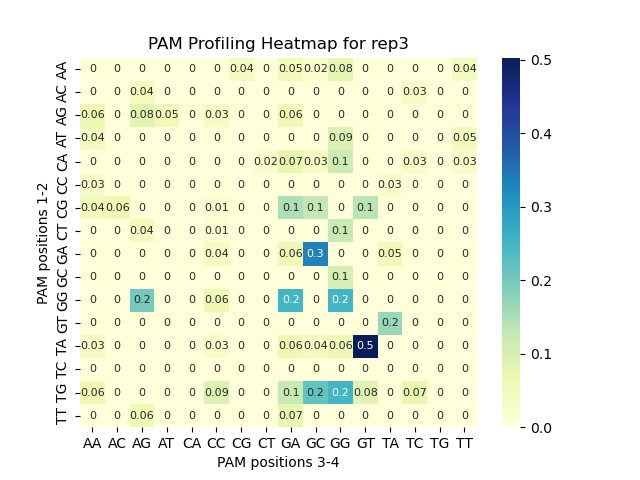 PAM Profiling Heatmap for rep3
AA 0 0 0 0 0 0 0.04 0 0.05 0.02 0.08 0 0 0 0 0.04
AC 0 0 0.04 0 0 0 0 0 0 0 0 0 0 0.03 0 0
AG 0.06 0 0.08 0.05 0 0.03 0 0 0.06 0 0 0 0 0 0 0
AT 0.04 0 0 0 0 0 0 0 0 0 0.09 0 0 0 0 0.05
CA 0 0 0 0 0 0 0 0.02 0.07 0.03 0.1 0 0 0.03 0 0.03
CC 0.03 0 0 0 0 0 0 0 0 0 0 0 0.03 0 0 0
CG 0.04 0.06 0 0 0 0.01 0 0 0.1 0.1 0 0.1 0 0 0 0
CT 0 0 0.04 0 0 0.01 0 0 0 0 0.1 0 0 0 0 0
GA 0 0 0 0 0 0.04 0 0 0.06 0.3 0 0 0.05 0 0 0
GC 0 0 0 0 0 0 0 0 0 0 0.1 0 0 0 0 0
GG 0 0 0.2 0 0 0.06 0 0 0.2 0 0.2 0 0 0 0 0
GT 0 0 0 0 0 0 0 0 0 0 0 0 0.2 0 0 0
TA 0.03 0 0 0 0 0.03 0 0 0.06 0.04 0.06 0.5 0 0 0 0
TC 0 0 0 0 0 0 0 0 0 0 0 0 0 0 0 0
TG 0.06 0 0 0 0 0.09 0 0 0.1 0.2 0.2 0.08 0 0.07 0 0
TT 0 0 0.06 0 0 0 0 0 0.07 0 0 0 0 0 0 0
AA AC AG AT CA CC CG CT GA GC GG GT TA TC TG TT
PAM positions 3-4
PAM positions 1-2
0.5
0.4
0.3
0.2
0.1
0.0